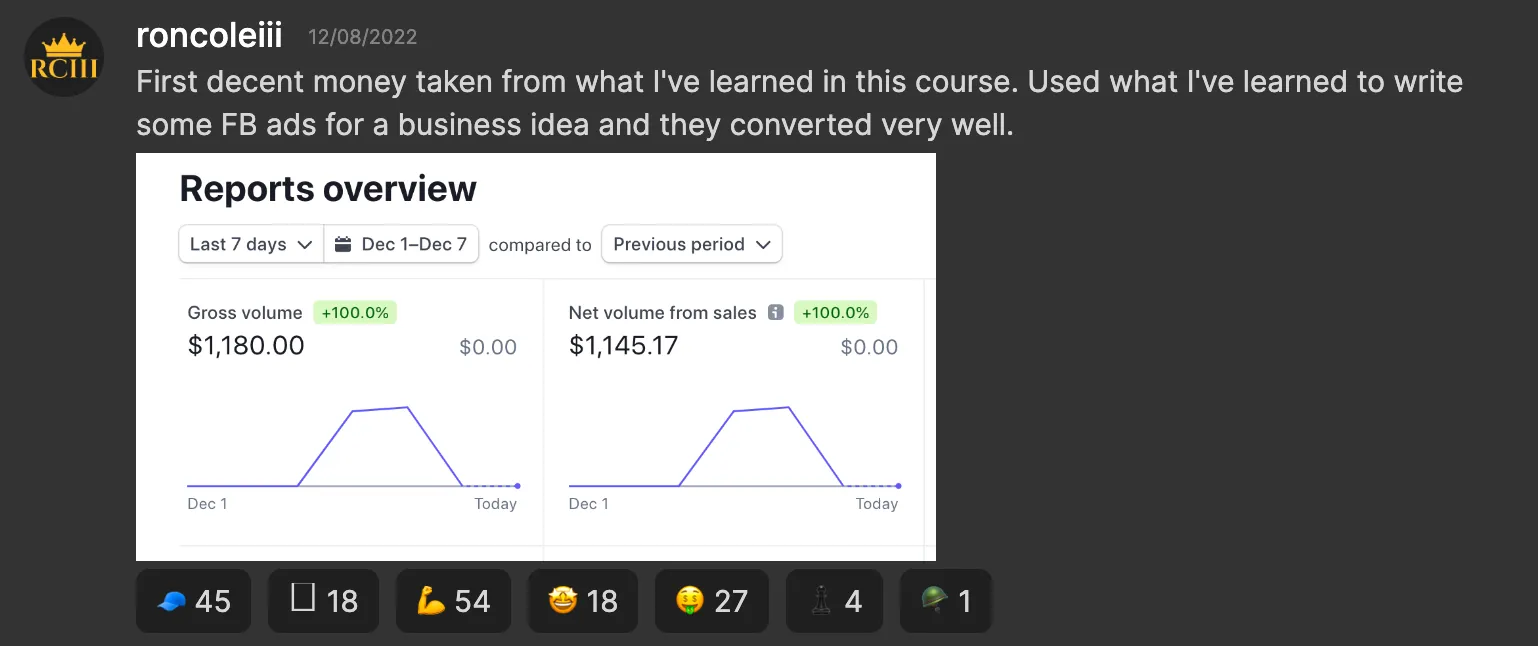 RCIII
roncoleiii 12/08/2022
First decent money taken from what I've learned in this course. Used what I've learned to write
some FB ads for a business idea and they converted very well.
Reports overview
Last 7 days Dec 1–Dec 7 compared to Previous period
Gross volume +100.0%
$1,180.00 $0.00
Dec 1 Today
Net volume from sales +100.0%
$1,145.17 $0.00
Dec 1 Today
45 18 54 18 27 4 1